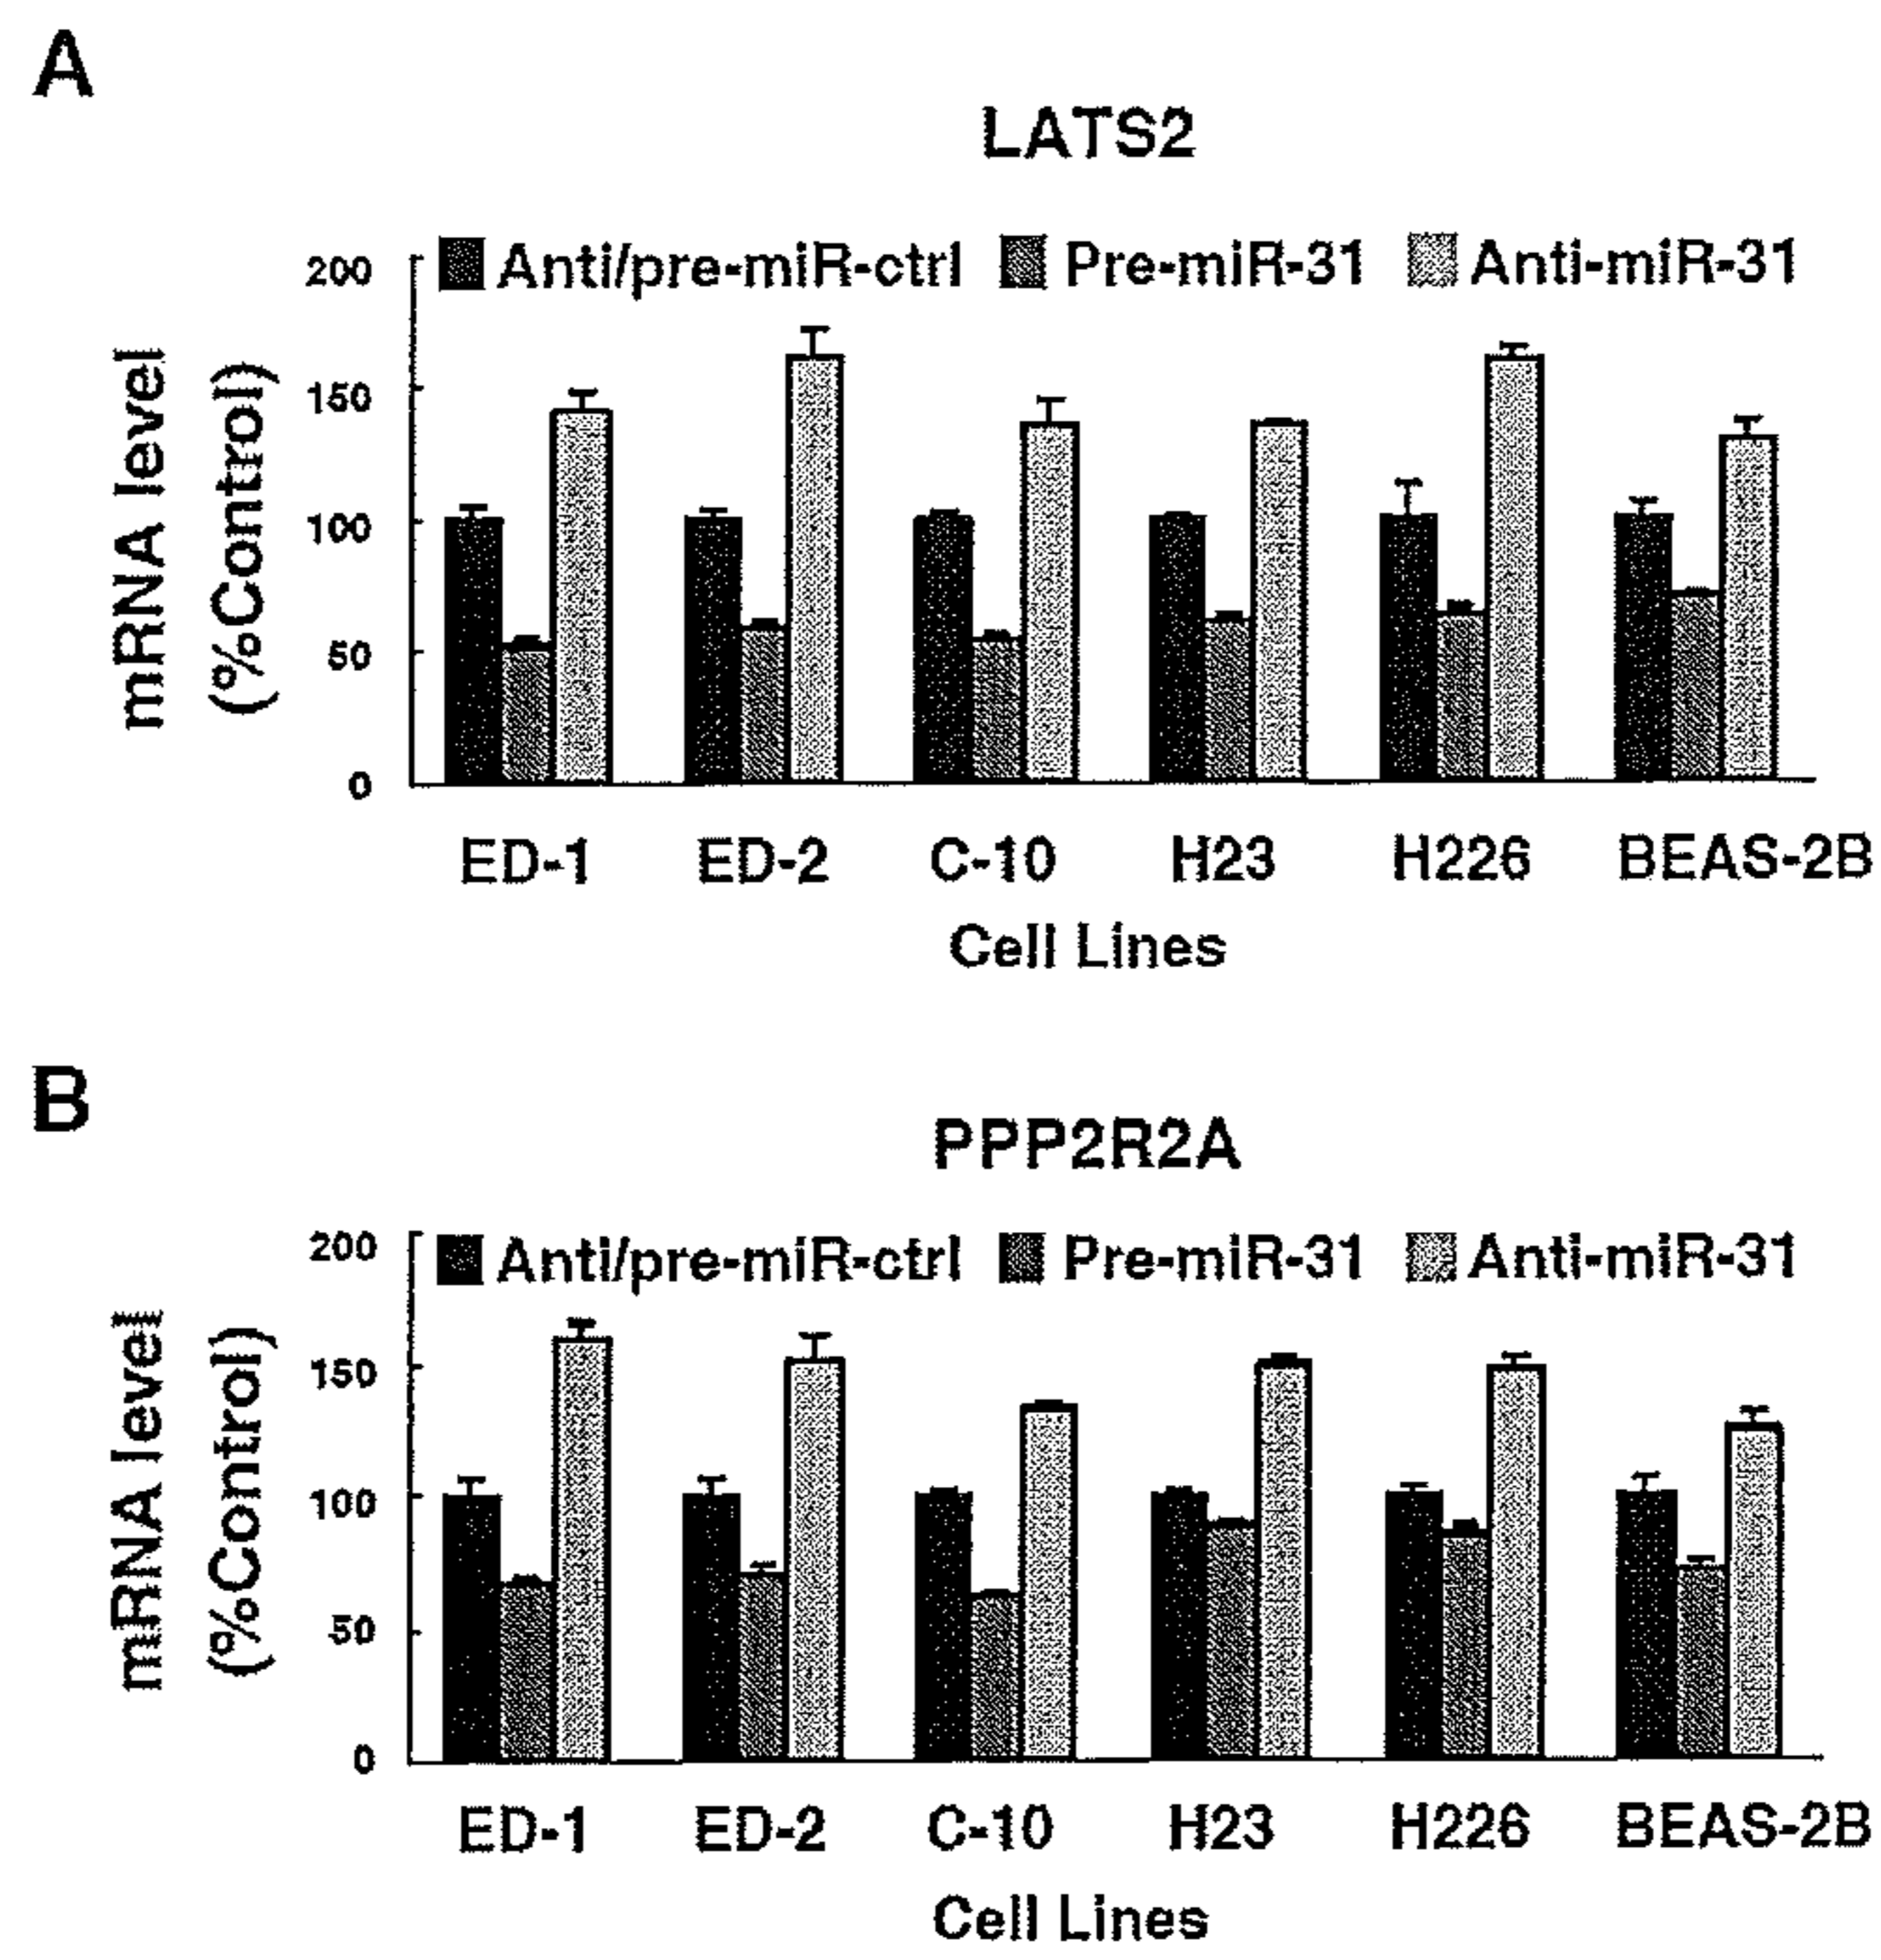 A
LATS2
Anti/pre-miR-ctrl Pre-miR-31 Anti-miR-31
200
150
100
50
0
mRNA level
(%Control)
ED-1 ED-2 C-10 H23 H226 BEAS-2B
Cell Lines
B
PPP2R2A
Anti/pre-miR-ctrl Pre-miR-31 Anti-miR-31
200
150
100
50
0
mRNA level
(%Control)
ED-1 ED-2 C-10 H23 H226 BEAS-2B
Cell Lines